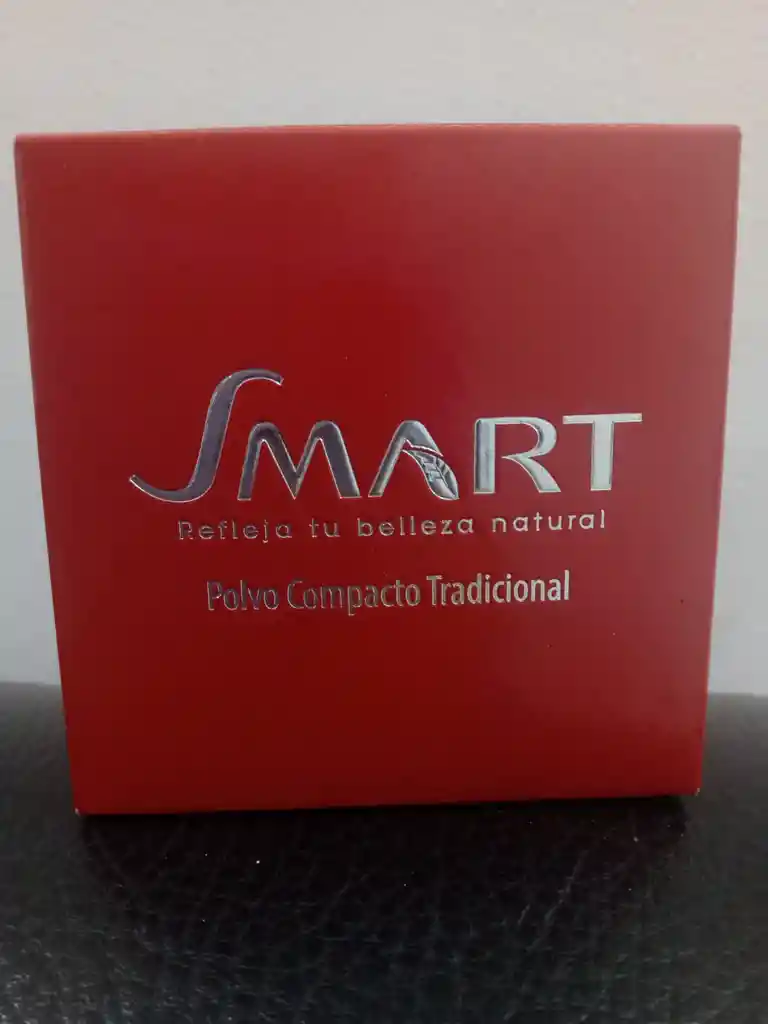 SMART
Refleja tu belleza natural
Polvo Compacto Tradicional